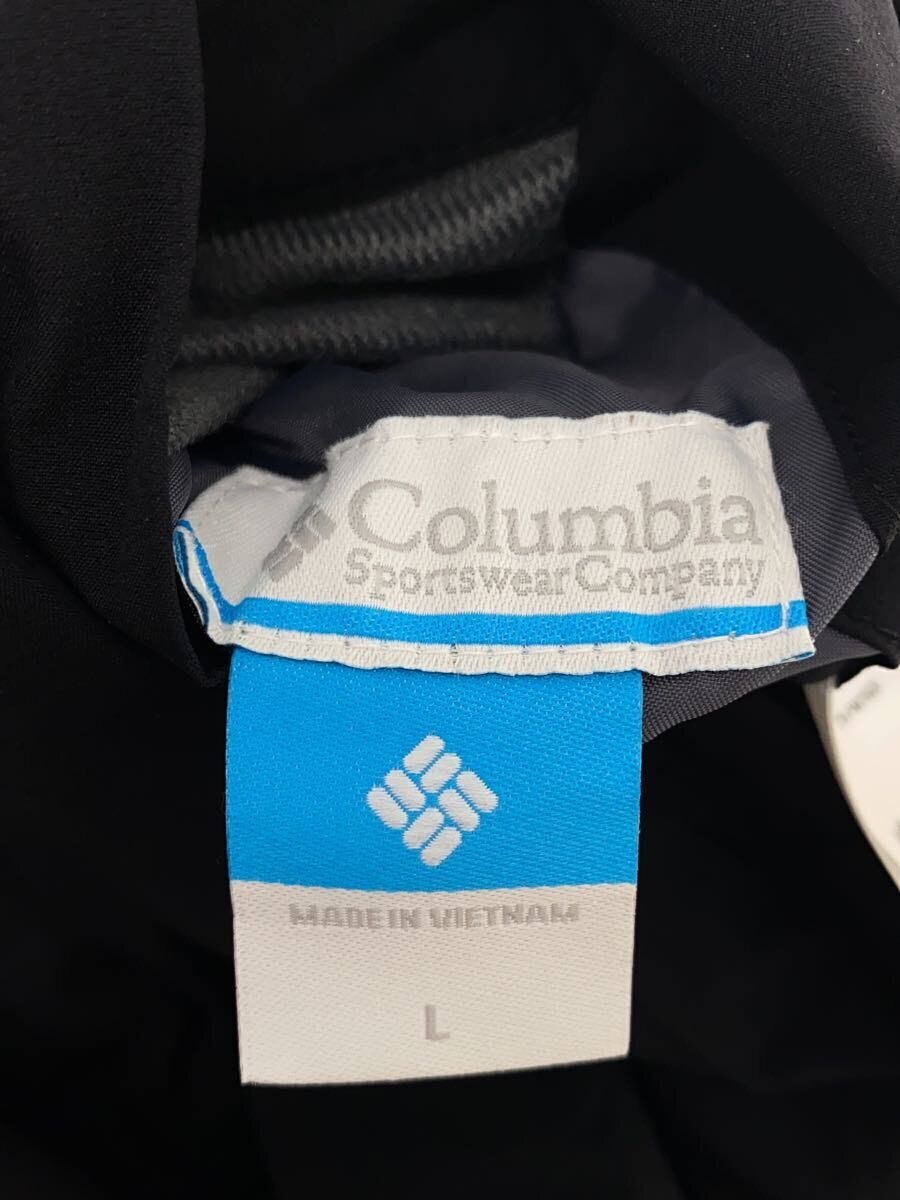 Columbia
Sportswear Company
MADE IN VIETNAM
L